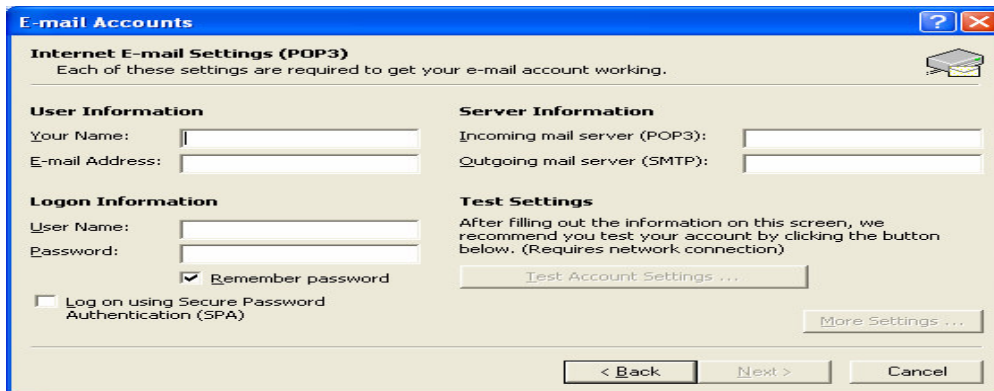 E-mail Accounts
Internet E-mail Settings (POP3)
Each of these settings are required to get your e-mail account working.
User Information
Your Name:
E-mail Address:
Server Information
Incoming mail server (POP3):
Outgoing mail server (SMTP):
Logon Information
User Name:
Password:
Remember password
Log on using Secure Password
Authentication (SPA)
Test Settings
After filling out the information on this screen, we
recommend you test your account by clicking the button
below. (Requires network connection)
Test Account Settings ...
More Settings ...
< Back
Next >
Cancel